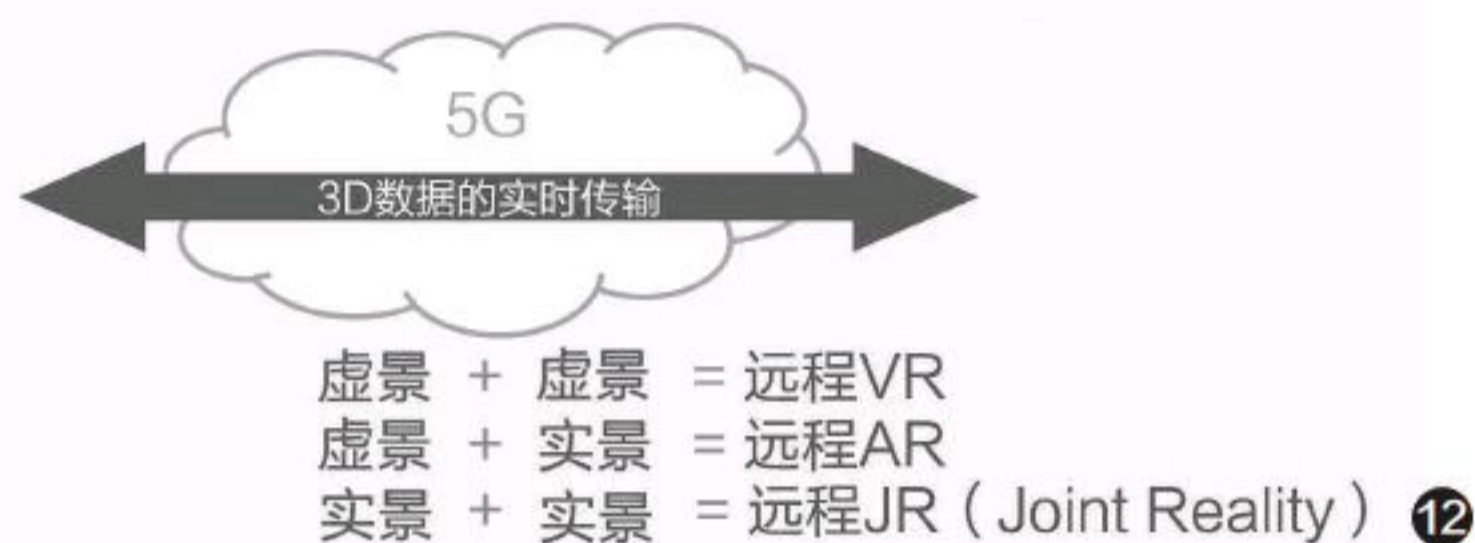 5G
3D数据的实时传输
虚景 + 虚景 = 远程VR
虚景 + 实景 = 远程AR
实景 + 实景 = 远程JR（Joint Reality） ⓬